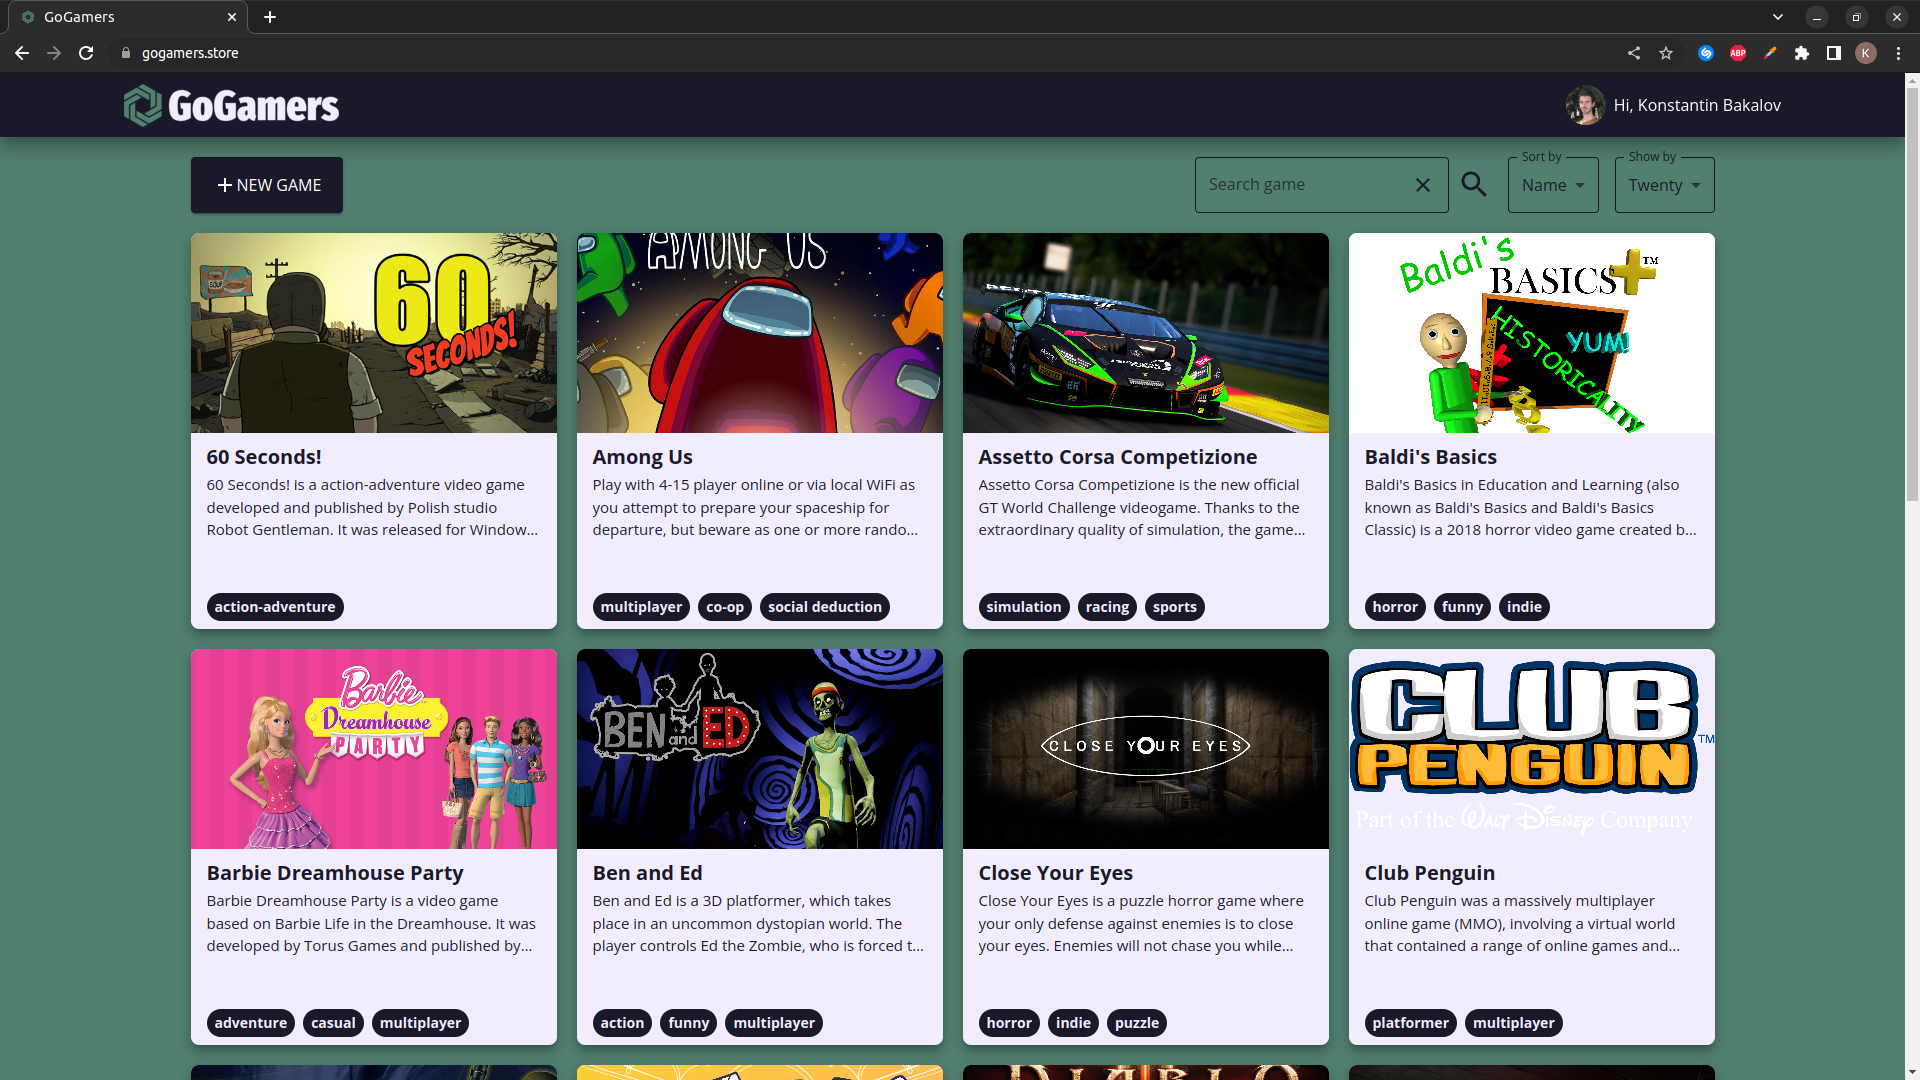 GoGamers
gogamers.store
ABP
K
GoGamers
Hi, Konstantin Bakalov
NEW GAME
Search game
Sort by
Name
Show by
Twenty
SOUP
60
SECONDS!
AMONG US
Baldi's
BASICS+™
HISTORICALITY
YUM!
60 Seconds!
60 Seconds! is a action-adventure video game
developed and published by Polish studio
Robot Gentleman. It was released for Window...
action-adventure
Among Us
Play with 4-15 player online or via local WiFi as
you attempt to prepare your spaceship for
departure, but beware as one or more rando...
multiplayer
co-op
social deduction
Assetto Corsa Competizione
Assetto Corsa Competizione is the new official
GT World Challenge videogame. Thanks to the
extraordinary quality of simulation, the game...
simulation
racing
sports
Baldi's Basics
Baldi's Basics in Education and Learning (also
known as Baldi's Basics and Baldi's Basics
Classic) is a 2018 horror video game created b...
horror
funny
indie
Barbie
Dreamhouse
PARTY
BEN and ED
CLOSE YOUR EYES
CLUB
PENGUIN
TM
Part of the WALT DISNEY Company
Barbie Dreamhouse Party
Barbie Dreamhouse Party is a video game
based on Barbie Life in the Dreamhouse. It was
developed by Torus Games and published by...
adventure
casual
multiplayer
Ben and Ed
Ben and Ed is a 3D platformer, which takes
place in an uncommon dystopian world. The
player controls Ed the Zombie, who is forced t...
action
funny
multiplayer
Close Your Eyes
Close Your Eyes is a puzzle horror game where
your only defense against enemies is to close
your eyes. Enemies will not chase you while...
horror
indie
puzzle
Club Penguin
Club Penguin was a massively multiplayer
online game (MMO), involving a virtual world
that contained a range of online games and...
platformer
multiplayer
DIABLO